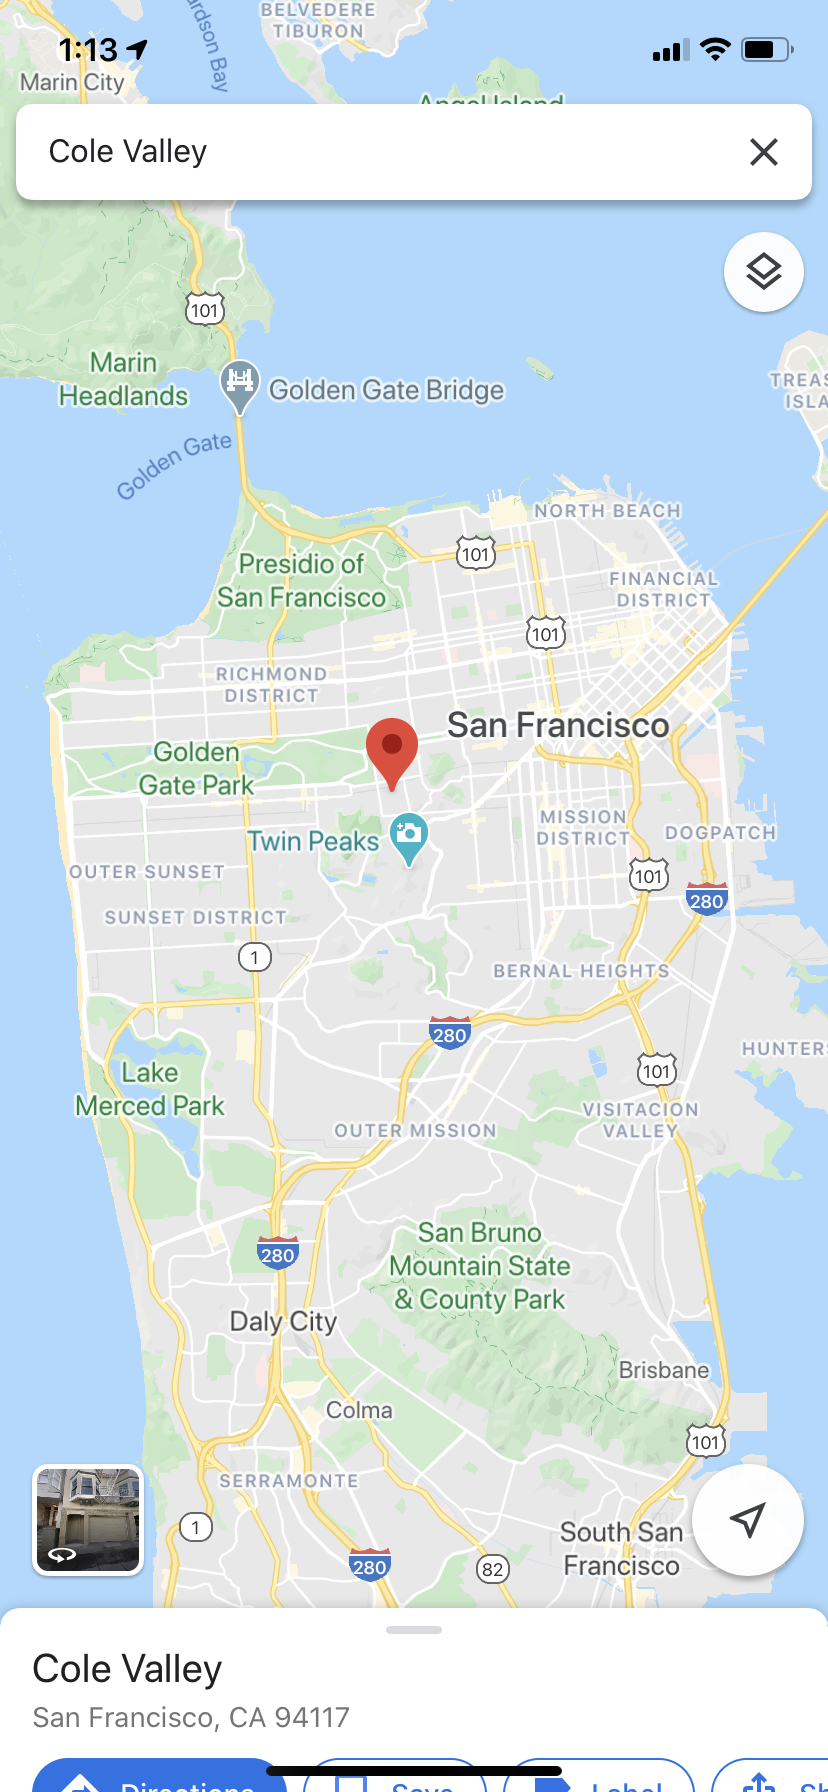 BELVEDERE
TIBURON
1:13
Marin City
Angel Island
Cole Valley
101
Marin
Headlands
Golden Gate Bridge
TREAS
ISLA
Golden Gate
NORTH BEACH
101
Presidio of
San Francisco
FINANCIAL
DISTRICT
101
RICHMOND
DISTRICT
San Francisco
Golden
Gate Park
MISSION
DISTRICT
DOGPATCH
Twin Peaks
OUTER SUNSET
101
280
SUNSET DISTRICT
1
BERNAL HEIGHTS
280
HUNTER
Lake
Merced Park
101
VISITACION
VALLEY
OUTER MISSION
San Bruno
Mountain State
& County Park
280
Daly City
Brisbane
Colma
101
SERRAMONTE
1
South San
Francisco
280
82
Cole Valley
San Francisco, CA 94117
Directions
Save
Label
Sh